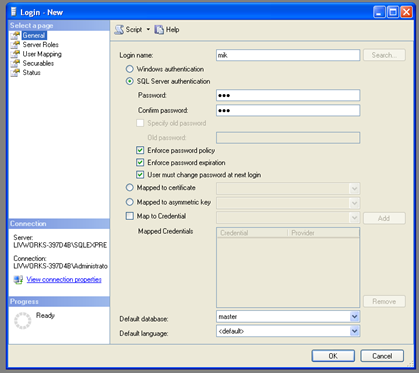 Login - New
Select a page
General
Server Roles
User Mapping
Securables
Status
Connection
Server:
LIVWORKS-397D4B\SQLEXPRE
Connection:
LIVWORKS-397D4B\Administrato
View connection properties
Progress
Ready
Script
Help
Login name:
mik
Search...
Windows authentication
SQL Server authentication
Password:
●●●
Confirm password:
●●●
Specify old password
Old password:
Enforce password policy
Enforce password expiration
User must change password at next login
Mapped to certificate
Mapped to asymmetric key
Map to Credential
Add
Mapped Credentials
Credential Provider
Remove
Default database:
master
Default language:
<default>
OK
Cancel